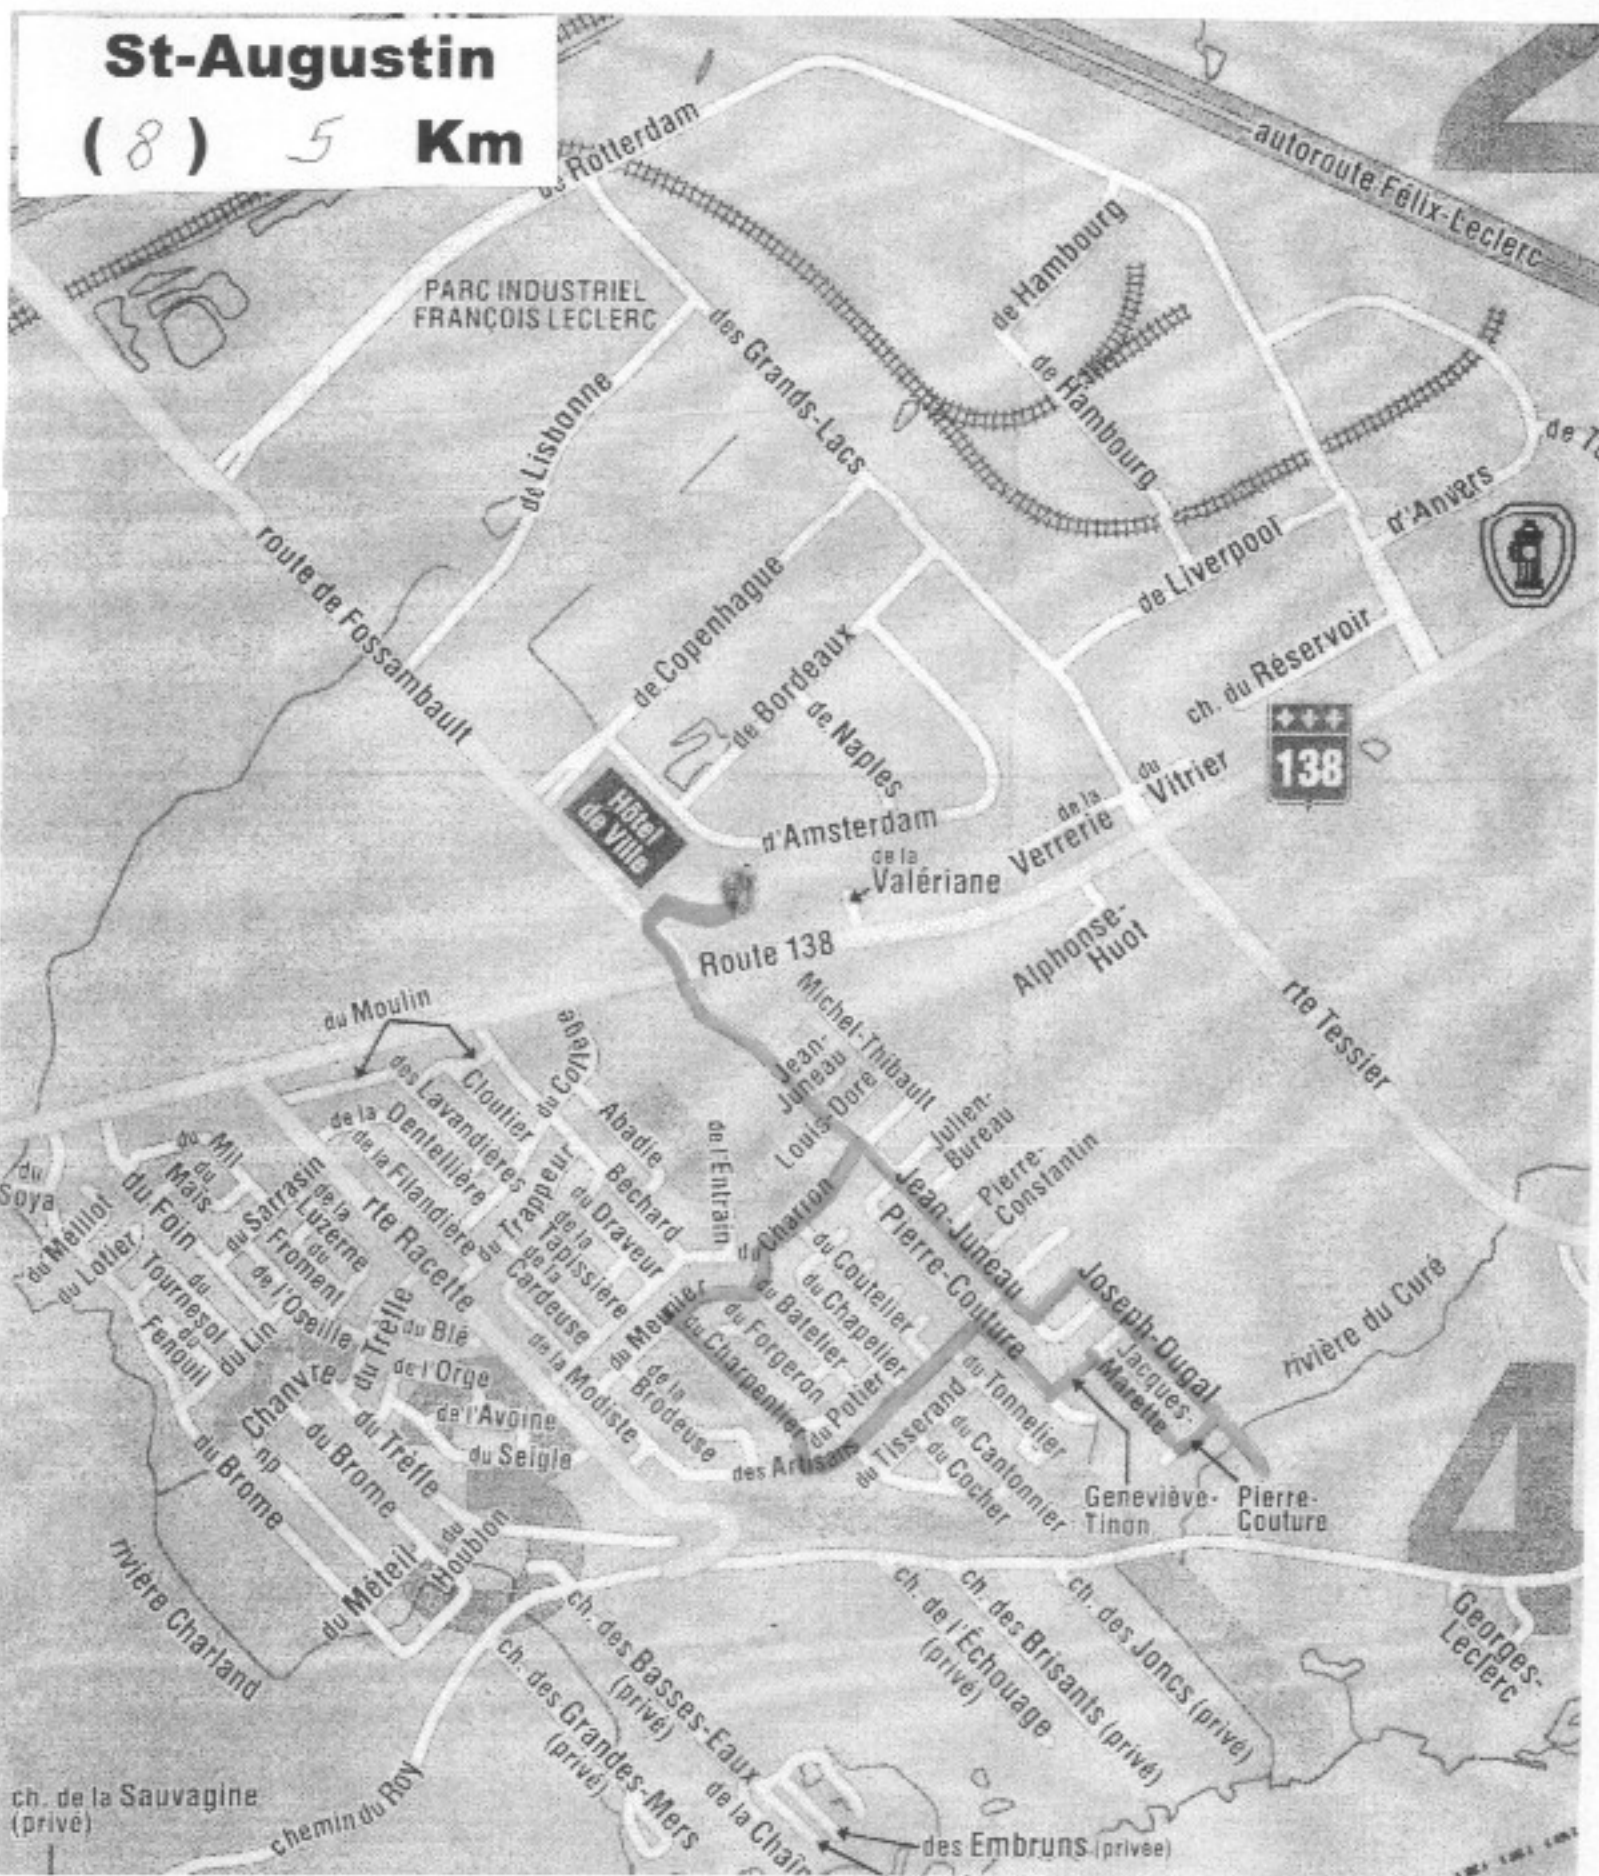 St-Augustin
(8) 5 Km
de Rotterdam
autoroute Félix-Leclerc
PARC INDUSTRIEL
FRANÇOIS LECLERC
de Hambourg
des Grands-Lacs
de Hambourg
de Lisbonne
d'Anvers
route de Fossambault
de Copenhague
de Liverpool
de Bordeaux
ch. du Réservoir
de Naples
138
du
Vitrier
Hôtel
de Ville
d'Amsterdam
de la
Verrerie
de la
Valériane
Route 138
Alphonse-
Huot
rte Tessier
du Moulin
Michel-Thibault
Jean-
Juneau
Louis-Doré
du Collège
Cloutier
des Lavandières
Abadie
de l'Entrain
Julien-
Bureau
de la Dentellière
de la Filandière
Pierre-
Constantin
du
Soya
du Mil
du
Maïs
du Sarrasin
de la
Luzerne
du Trappeur
Béchard
du Draveur
du Charron
Jean-Juneau
du Mélilot
du Foin
du
Froment
rte Racette
de la
Tapissière
de la
Cardeuse
Pierre-Couture
du Lotier
Tournesol
du
de l'Oseille
du Trèfle
du Coutelier
Joseph-Dugal
rivière du Curé
du
Fenouil
du Lin
du Blé
du Meunier
du Batelier
du Chapelier
du Forgeron
du Charpentier
Chanvre
de l'Orge
de la Modiste
de la
Brodeuse
du Potier
du Tonnelier
Jacques-
Marette
du Tisserand
du Brome
du
du Brome
du Trèfle
de l'Avoine
du Seigle
des Artisans
du Cantonnier
du Cocher
Geneviève-
Tinon
Pierre-
Couture
4
du
Houblon
du Méteil
rivière Charland
ch. des Basses-Eaux
(privé)
ch. des Grandes-Mers
(privé)
ch. de l'Échouage
(privé)
ch. des Brisants (privé)
ch. des Joncs (privé)
Georges-
Leclerc
ch. de la Sauvagine
(privé)
chemin du Roy
de la
des Embruns (privée)